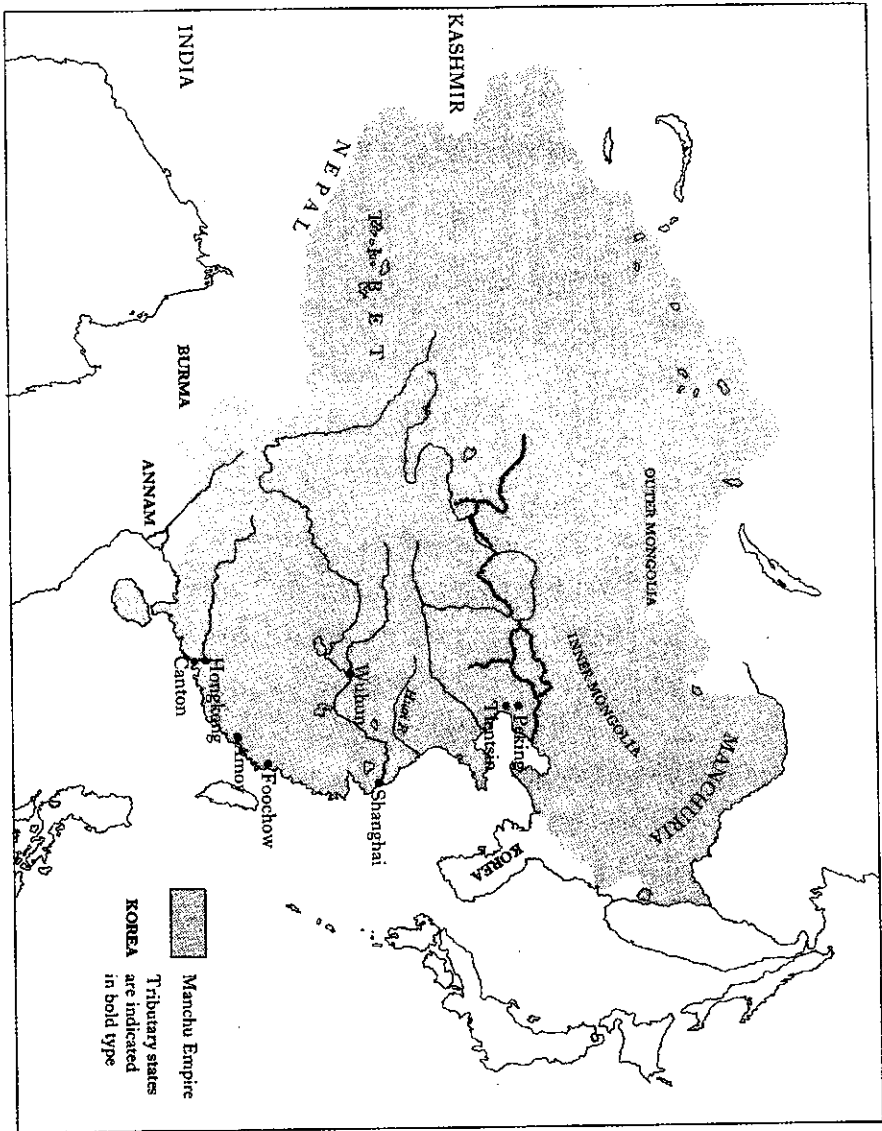 KASHMIR
INDIA
NEPAL
TIBET
BURMA
ANNAM
OUTER MONGOLIA
INNER MONGOLIA
MANCHURIA
Peking
Tientsin
KOREA
Wuhan
Shanghai
Foochow
Amoy
Hongkong
Canton
Manchu Empire
Tributary states
KOREA are indicated
in bold type